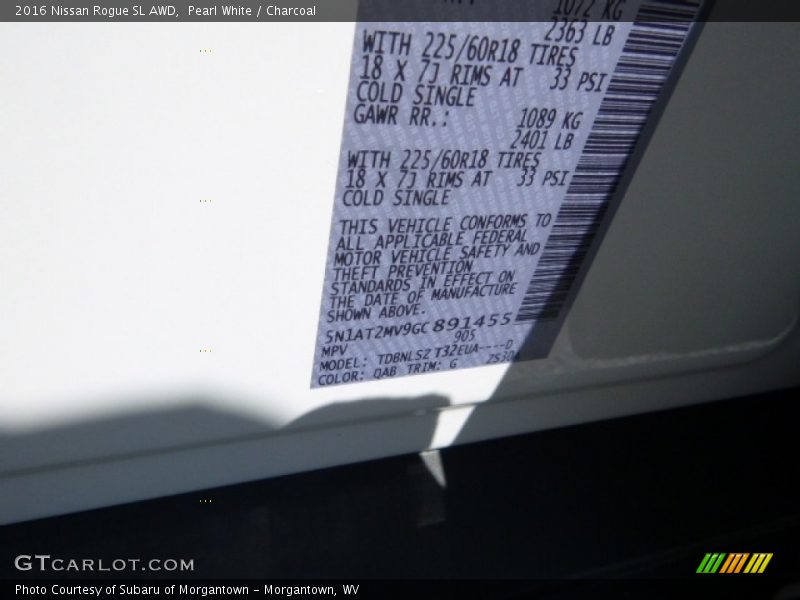 2016 Nissan Rogue SL AWD, Pearl White / Charcoal
1072 KG
2363 LB
WITH 225/60R18 TIRES
18 X 7J RIMS AT 33 PSI
COLD SINGLE
GAWR RR.: 1089 KG
2401 LB
WITH 225/60R18 TIRES
18 X 7J RIMS AT 33 PSI
COLD SINGLE
THIS VEHICLE CONFORMS TO
ALL APPLICABLE FEDERAL
MOTOR VEHICLE SAFETY AND
THEFT PREVENTION
STANDARDS IN EFFECT ON
THE DATE OF MANUFACTURE
SHOWN ABOVE.
5N1AT2MV9GC891455
MPV 905
MODEL: TDBNLSZ T32EUA----D
COLOR: QAB TRIM: G
GTCARLOT.COM
Photo Courtesy of Subaru of Morgantown - Morgantown, WV